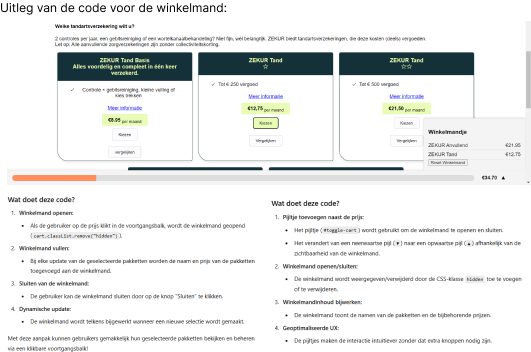 Uitleg van de code voor de winkelmand:
Welke tandartsverzekering wilt u?
2 controles per jaar, een gebitsreiniging of een wortelkanaalbehandeling? Niet fijn, wel belangrijk. ZEKUR biedt tandartsverzekeringen, die deze kosten (deels) vergoeden.
Let op: Alle aanvullende zorgverzekeringen zijn zonder collectiviteitskorting.
ZEKUR Tand Basis
Alles voordelig en compleet in één keer
verzekerd.
✓ Controle + gebitsreiniging, kleine vulling of
kies trekken
Meer informatie
€8.95 per maand
Kiezen
Vergelijken
ZEKUR Tand
☆
✓ Tot € 250 vergoed
Meer informatie
€12,75 per maand
Kiezen
Vergelijken
ZEKUR Tand
☆☆
✓ Tot € 500 vergoed
Meer informatie
€21,50 per maand
Kiezen
Vergelijken
Winkelmandje
ZEKUR Aanvullend €21.95
ZEKUR Tand €12.75
Reset Winkelmand
€34.70 ▲
Wat doet deze code?
1. Winkelmand openen:
• Als de gebruiker op de prijs klikt in de voortgangsbalk, wordt de winkelmand geopend
( cart.classList.remove("hidden") ).
2. Winkelmand vullen:
• Bij elke update van de geselecteerde pakketten worden de naam en prijs van de pakketten
toegevoegd aan de winkelmand.
3. Sluiten van de winkelmand:
• De gebruiker kan de winkelmand sluiten door op de knop "Sluiten" te klikken.
4. Dynamische update:
• De winkelmand wordt telkens bijgewerkt wanneer een nieuwe selectie wordt gemaakt.
Met deze aanpak kunnen gebruikers gemakkelijk hun geselecteerde pakketten bekijken en beheren
via een klikbare voortgangsbalk!
Wat doet deze code?
1. Pijltje toevoegen naast de prijs:
• Het pijltje ( #toggle-cart ) wordt gebruikt om de winkelmand te openen en sluiten.
• Het verandert van een neerwaartse pijl ( ▼ ) naar een opwaartse pijl ( ▲ ) afhankelijk van de
zichtbaarheid van de winkelmand.
2. Winkelmand openen/sluiten:
• De winkelmand wordt weergegeven/verwijderd door de CSS-klasse hidden toe te voegen
of te verwijderen.
3. Winkelmandinhoud bijwerken:
• De winkelmand toont de namen van de pakketten en de bijbehorende prijzen.
4. Geoptimaliseerde UX:
• De pijltjes maken de interactie intuïtiever zonder dat extra knoppen nodig zijn.